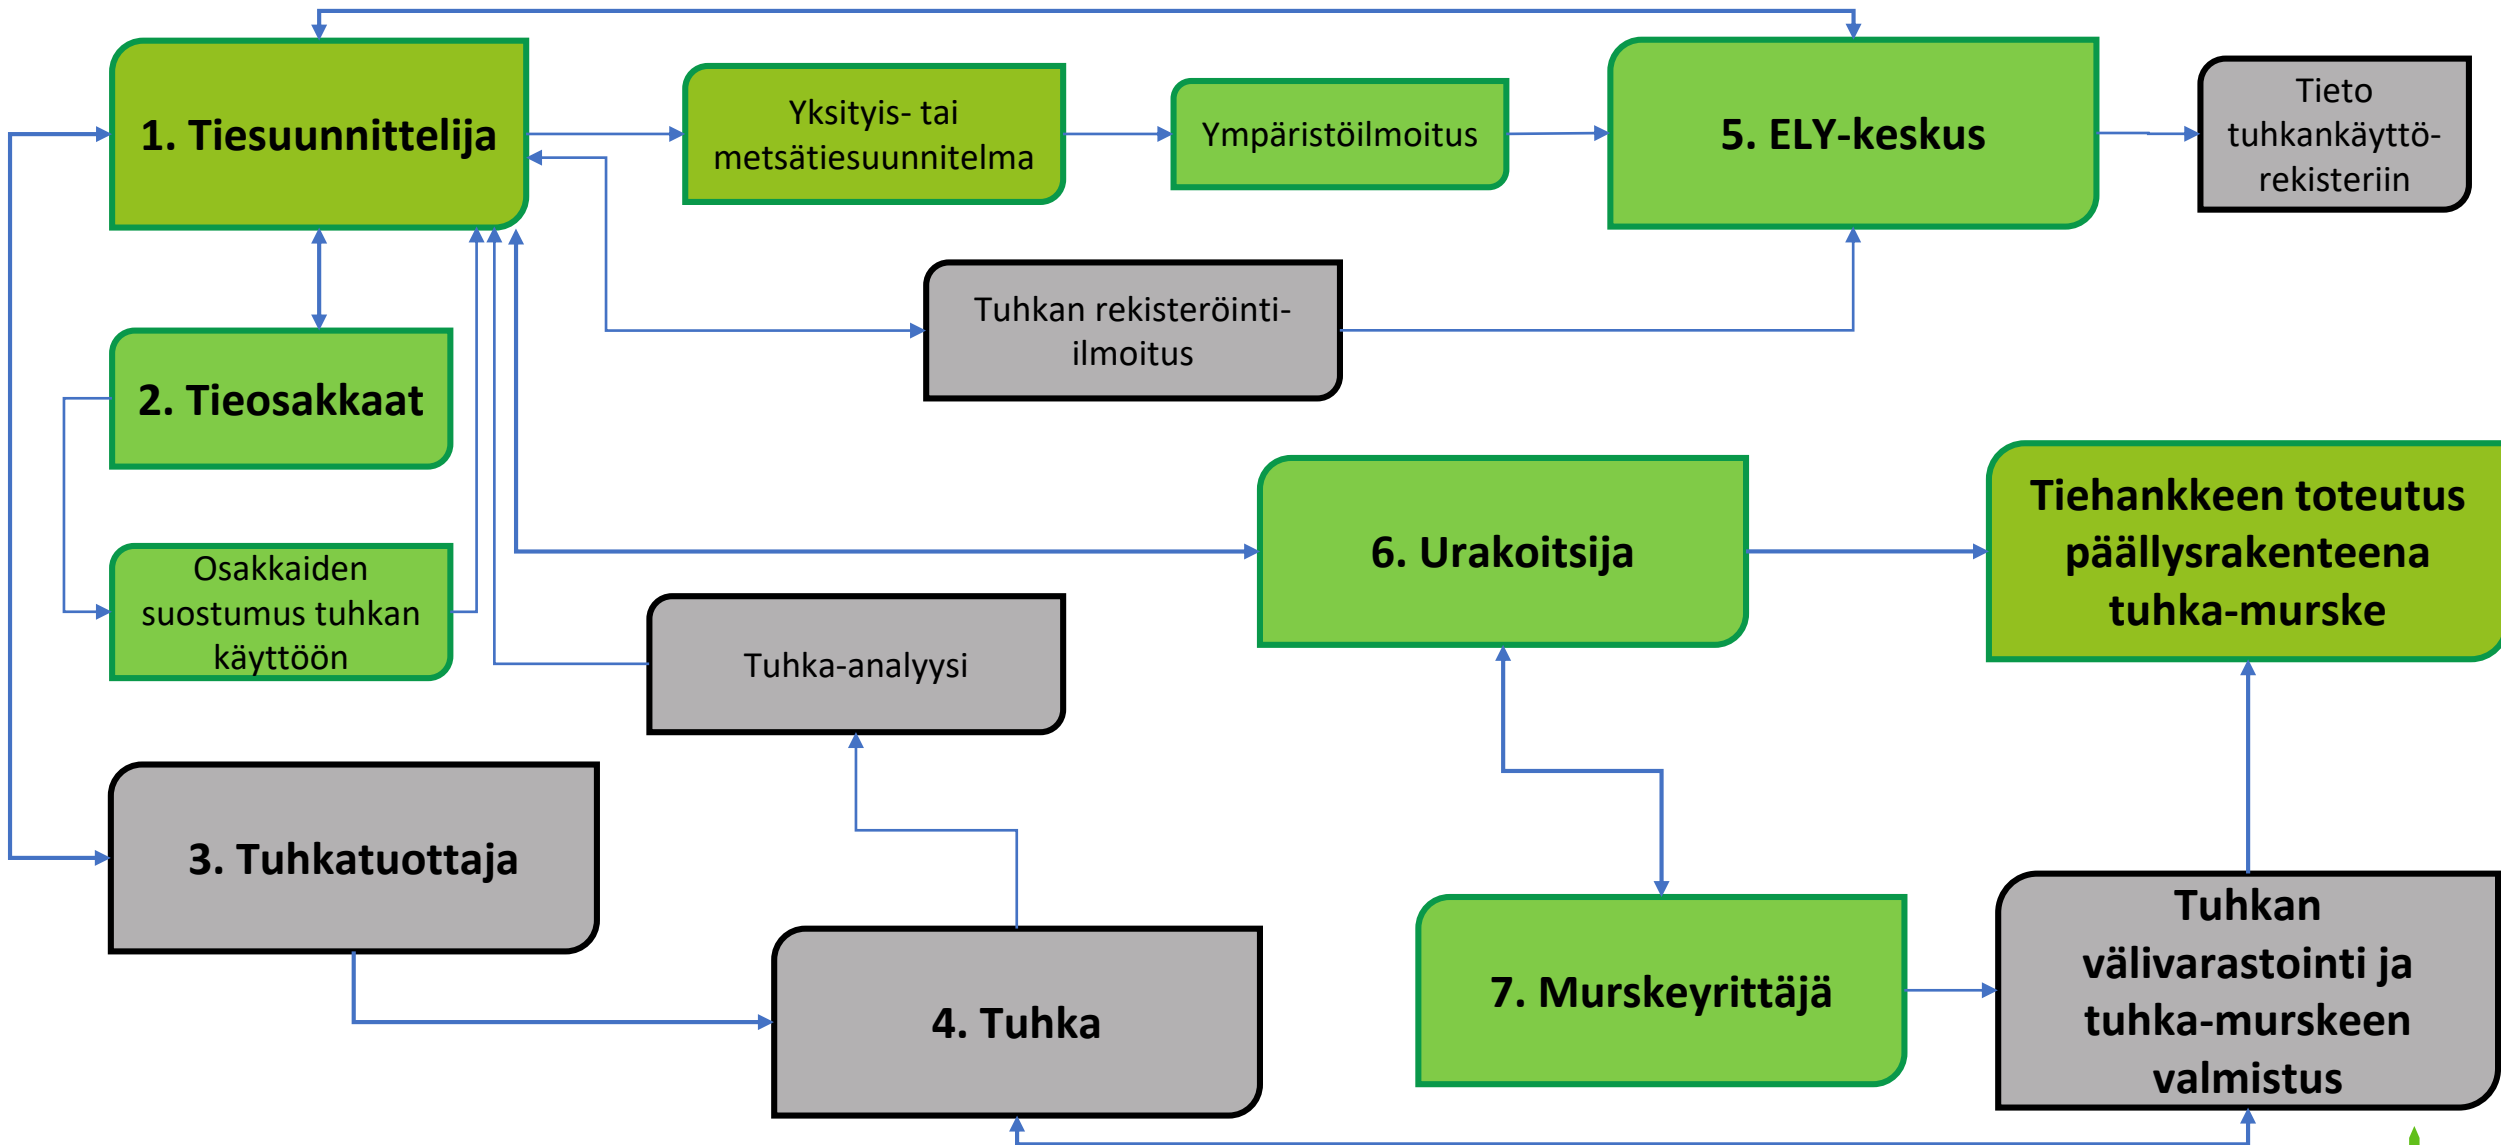 1. Tiesuunnittelija
Yksityis- tai
metsätiesuunnitelma
Ympäristöilmoitus
5. ELY-keskus
Tieto
tuhkankäyttö-
rekisteriin
Tuhkan rekisteröinti-
ilmoitus
2. Tieosakkaat
Osakkaiden
suostumus tuhkan
käyttöön
6. Urakoitsija
Tiehankkeen toteutus
päällysrakenteena
tuhka-murske
Tuhka-analyysi
3. Tuhkatuottaja
4. Tuhka
7. Murskeyrittäjä
Tuhkan
välivarastointi ja
tuhka-murskeen
valmistus